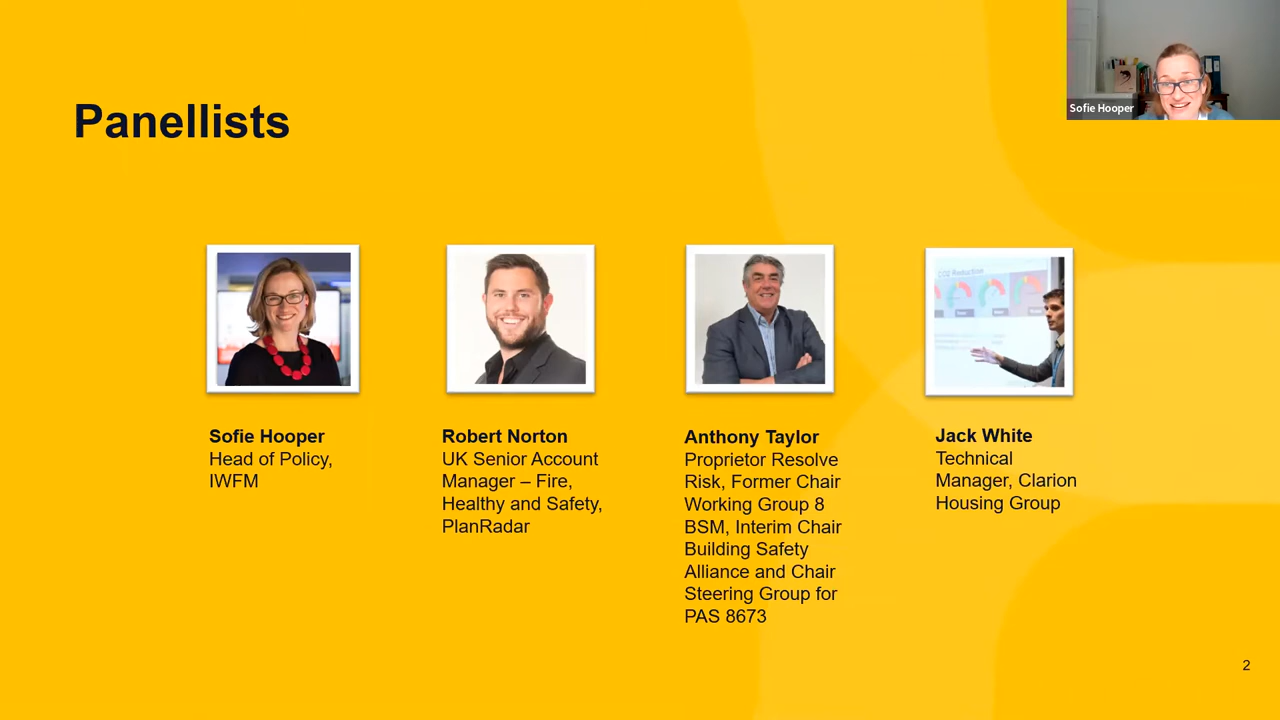 Sofie Hooper
Panellists
CO2 Reduction
Sofie Hooper
Head of Policy,
IWFM
Robert Norton
UK Senior Account
Manager – Fire,
Healthy and Safety,
PlanRadar
Anthony Taylor
Proprietor Resolve
Risk, Former Chair
Working Group 8
BSM, Interim Chair
Building Safety
Alliance and Chair
Steering Group for
PAS 8673
Jack White
Technical
Manager, Clarion
Housing Group
2